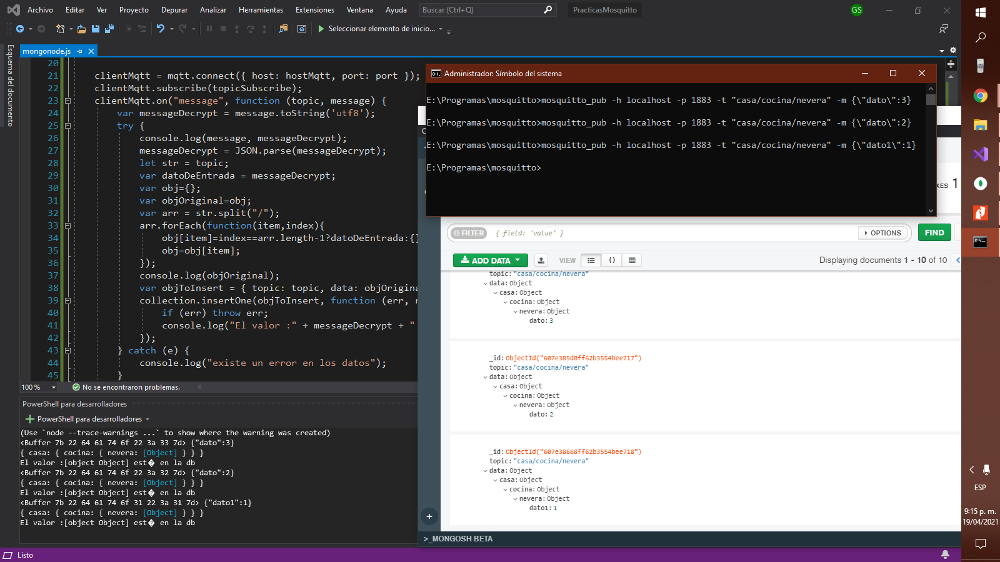 Archivo Editar Ver Proyecto Depurar Analizar Herramientas Extensiones Ventana Ayuda Buscar (Ctrl+Q) PracticasMosquitto GS
Seleccionar elemento de inicio...
Esquema del documento
mongonode.js
20
21 clientMqtt = mqtt.connect({ host: hostMqtt, port: port });
22 clientMqtt.subscribe(topicSubscribe);
23 clientMqtt.on("message", function (topic, message) {
24 var messageDecrypt = message.toString('utf8');
25 try {
26 console.log(message, messageDecrypt);
27 messageDecrypt = JSON.parse(messageDecrypt);
28 let str = topic;
29 var datoDeEntrada = messageDecrypt;
30 var obj={};
31 var objOriginal=obj;
32 var arr = str.split("/");
33 arr.forEach(function(item,index){
34 obj[item]=index==arr.length-1?datoDeEntrada:{}
35 obj=obj[item];
36 });
37 console.log(objOriginal);
38 var objToInsert = { topic: topic, data: objOrigina
39 collection.insertOne(objToInsert, function (err, r
40 if (err) throw err;
41 console.log("El valor :" + messageDecrypt + "
42 });
43 } catch (e) {
44 console.log("existe un error en los datos");
45 }
100 % No se encontraron problemas.
PowerShell para desarrolladores
PowerShell para desarrolladores
(Use `node --trace-warnings ...` to show where the warning was created)
<Buffer 7b 22 64 61 74 6f 22 3a 33 7d> {"dato":3}
{ casa: { cocina: { nevera: [Object] } } }
El valor :[object Object] est� en la db
<Buffer 7b 22 64 61 74 6f 22 3a 32 7d> {"dato":2}
{ casa: { cocina: { nevera: [Object] } } }
El valor :[object Object] est� en la db
<Buffer 7b 22 64 61 74 6f 31 22 3a 31 7d> {"dato1":1}
{ casa: { cocina: { nevera: [Object] } } }
El valor :[object Object] est� en la db
Listo
Administrador: Símbolo del sistema
E:\Programas\mosquitto>mosquitto_pub -h localhost -p 1883 -t "casa/cocina/nevera" -m {\"dato\":3}
E:\Programas\mosquitto>mosquitto_pub -h localhost -p 1883 -t "casa/cocina/nevera" -m {\"dato\":2}
E:\Programas\mosquitto>mosquitto_pub -h localhost -p 1883 -t "casa/cocina/nevera" -m {\"dato1\":1}
E:\Programas\mosquitto>
XES 1
FILTER { field: 'value' } OPTIONS FIND
ADD DATA VIEW {} Displaying documents 1 - 10 of 10
topic: "casa/cocina/nevera"
data: Object
casa: Object
cocina: Object
nevera: Object
dato: 3
_id: ObjectId("607e385d8ff62b3554bee717")
topic: "casa/cocina/nevera"
data: Object
casa: Object
cocina: Object
nevera: Object
dato: 2
_id: ObjectId("607e38668ff62b3554bee718")
topic: "casa/cocina/nevera"
data: Object
casa: Object
cocina: Object
nevera: Object
dato1: 1
>_MONGOSH BETA
ESP
9:15 p. m.
19/04/2021